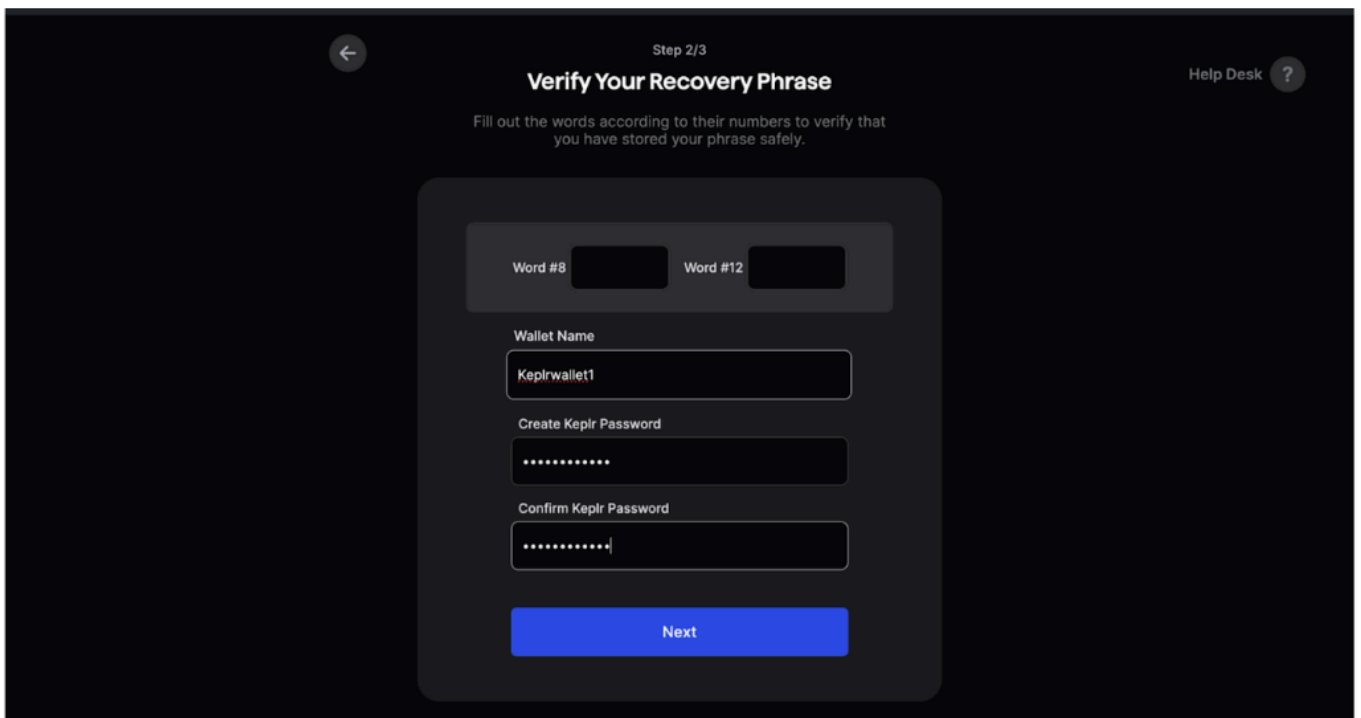 Step 2/3
Verify Your Recovery Phrase
Help Desk ?
Fill out the words according to their numbers to verify that
you have stored your phrase safely.
Word #8 Word #12
Wallet Name
Keplrwallet1
Create Keplr Password
••••••••••••
Confirm Keplr Password
••••••••••••
Next